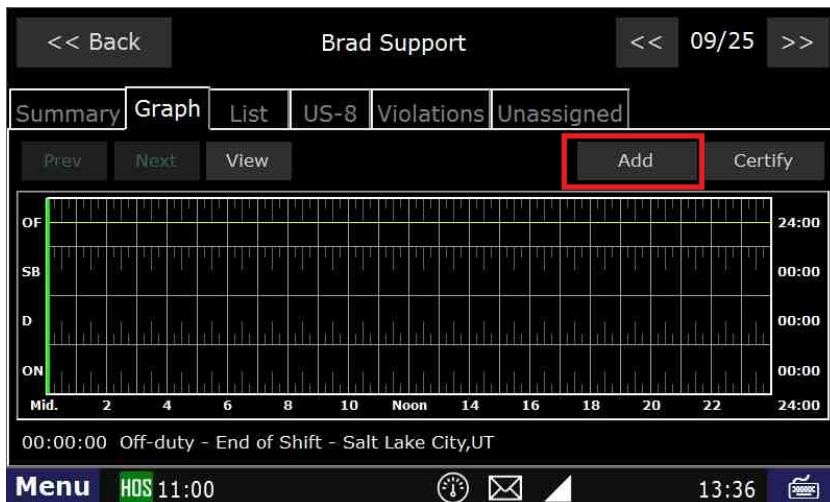 << Back Brad Support << 09/25 >>
Summary Graph List US-8 Violations Unassigned
Prev Next View Add Certify
OF 24:00
SB 00:00
D 00:00
ON 00:00
Mid. 2 4 6 8 10 Noon 14 16 18 20 22 24:00
00:00:00 Off-duty - End of Shift - Salt Lake City,UT
Menu HOS 11:00 13:36